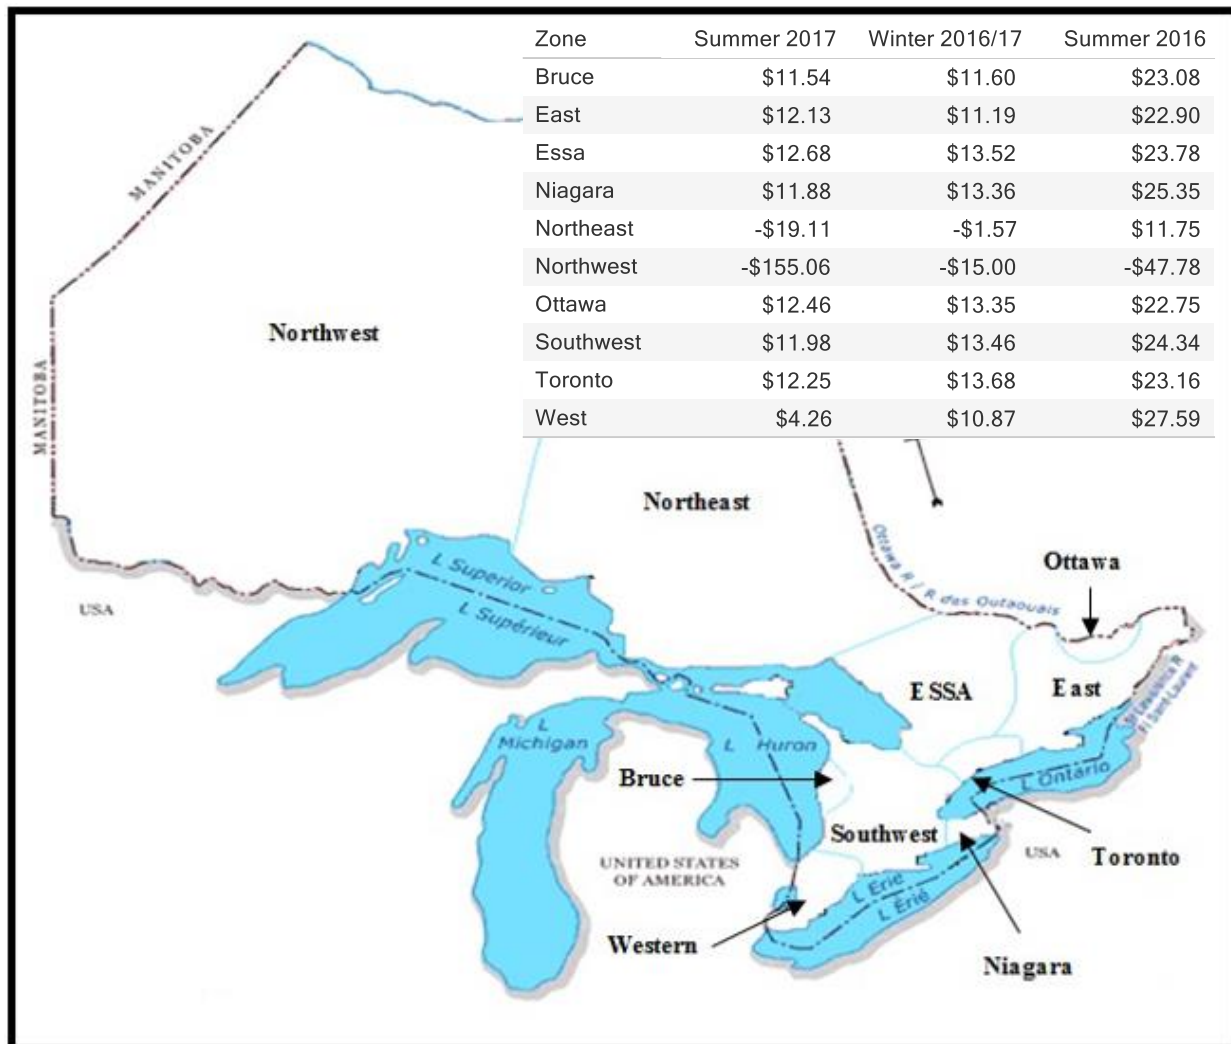 Zone Summer 2017 Winter 2016/17 Summer 2016
Bruce $11.54 $11.60 $23.08
East $12.13 $11.19 $22.90
Essa $12.68 $13.52 $23.78
Niagara $11.88 $13.36 $25.35
Northeast -$19.11 -$1.57 $11.75
Northwest -$155.06 -$15.00 -$47.78
Ottawa $12.46 $13.35 $22.75
Southwest $11.98 $13.46 $24.34
Toronto $12.25 $13.68 $23.16
West $4.26 $10.87 $27.59
MANITOBA
MANITOBA
Northwest
Northeast
Ottawa R / R des Outaouais
Ottawa
USA
L Superior
L Supérieur
ESSA
East
St Lawrence R
Fl Saint-Laurent
L
Michigan
L Huron
Bruce
L Ontario
Southwest
USA
Toronto
UNITED STATES
OF AMERICA
L Erie
L Érié
Western
Niagara